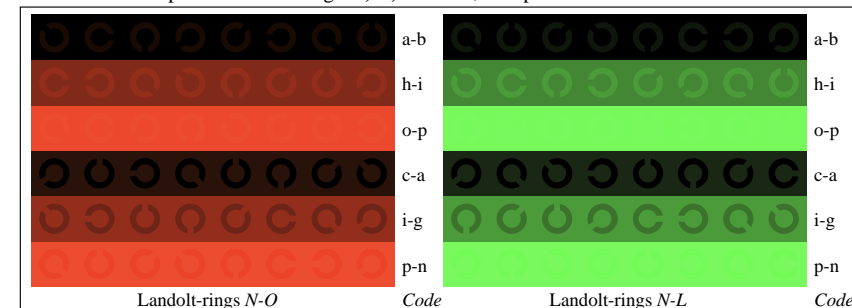 a-b a-b
h-i h-i
o-p o-p
c-a c-a
i-g i-g
p-n p-n
Landolt-rings N-O Code Landolt-rings N-L Code